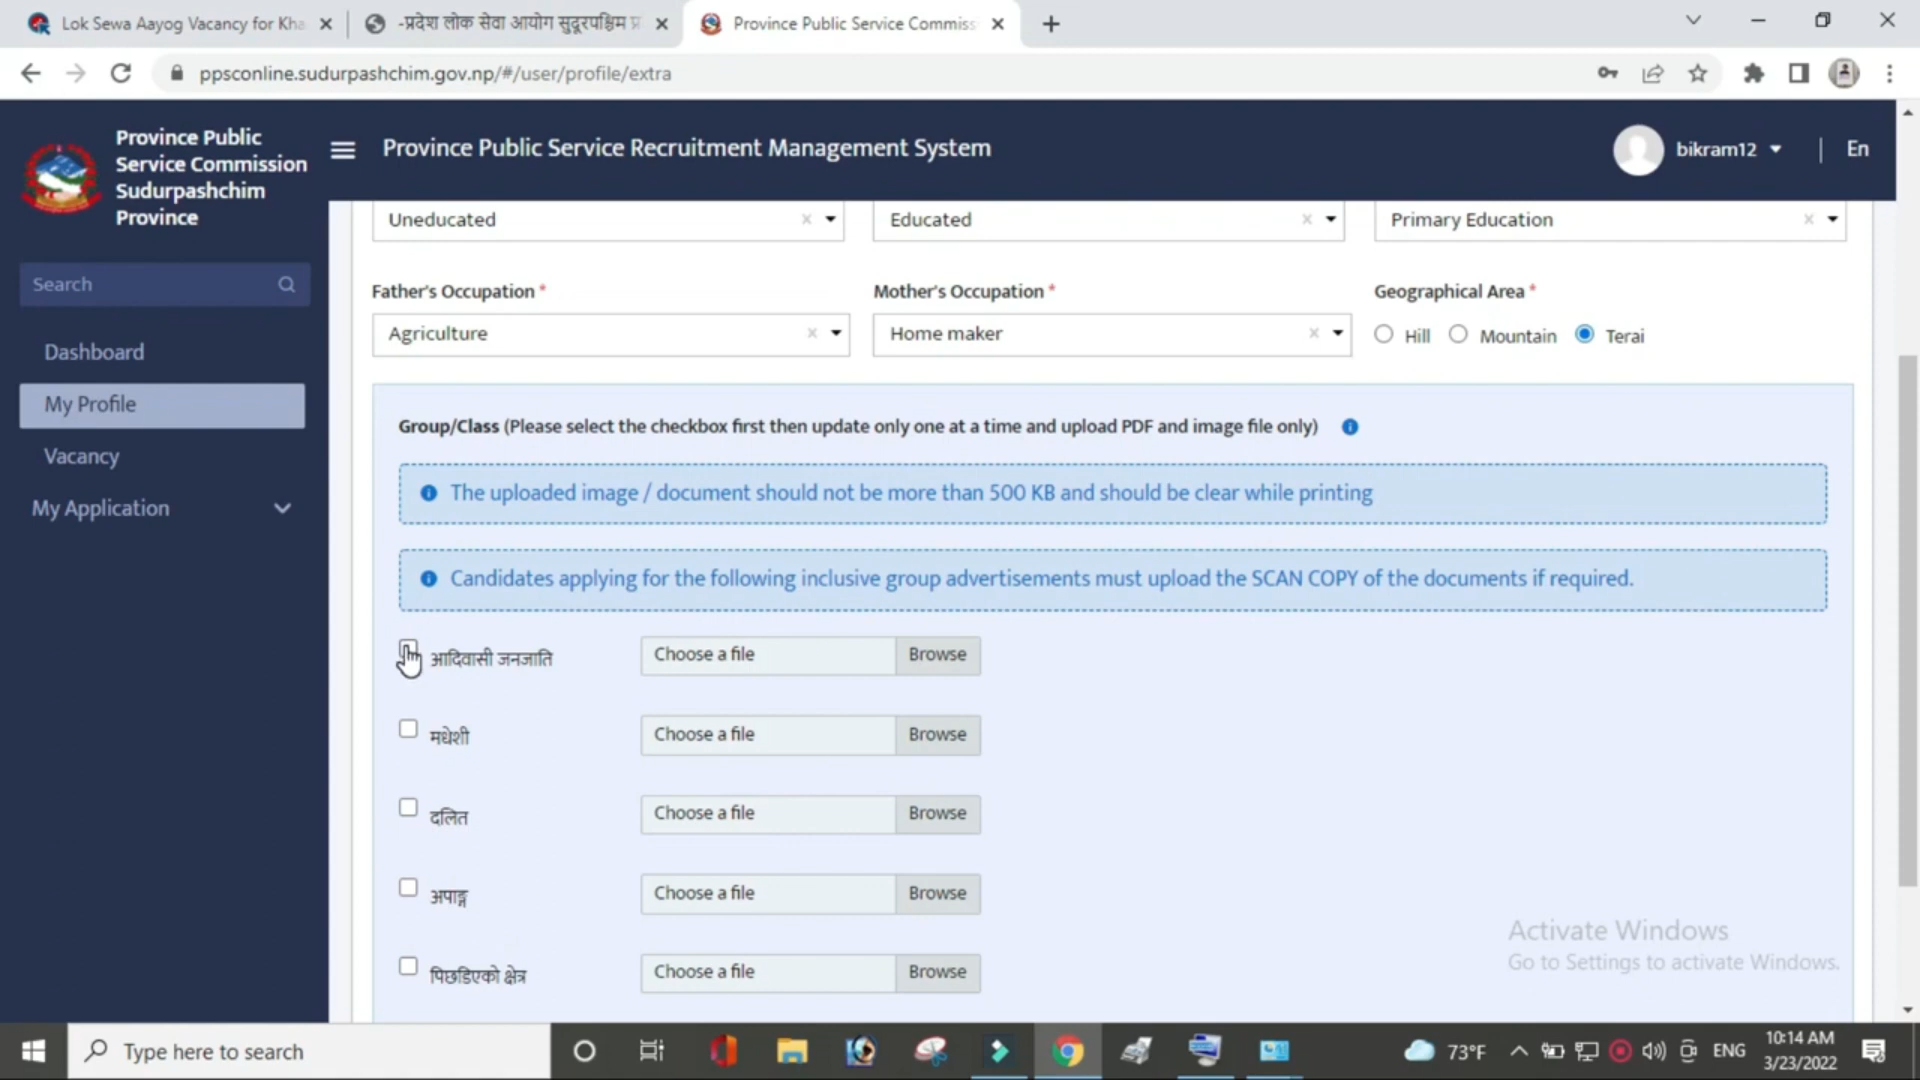 Lok Sewa Aayog Vacancy for Kha
-प्रदेश लोक सेवा आयोग सुदूरपश्चिम प्र
Province Public Service Commiss
ppsconline.sudurpashchim.gov.np/#/user/profile/extra
Province Public
Service Commission
Sudurpashchim
Province
Province Public Service Recruitment Management System
bikram12
En
Search
Dashboard
My Profile
Vacancy
My Application
Uneducated
Educated
Primary Education
Father's Occupation *
Mother's Occupation *
Geographical Area *
Agriculture
Home maker
Hill
Mountain
Terai
Group/Class (Please select the checkbox first then update only one at a time and upload PDF and image file only)
The uploaded image / document should not be more than 500 KB and should be clear while printing
Candidates applying for the following inclusive group advertisements must upload the SCAN COPY of the documents if required.
आदिवासी जनजाति
Choose a file
Browse
मधेशी
Choose a file
Browse
दलित
Choose a file
Browse
अपाङ्ग
Choose a file
Browse
पिछडिएको क्षेत्र
Choose a file
Browse
Activate Windows
Go to Settings to activate Windows.
Type here to search
73°F
ENG
10:14 AM
3/23/2022